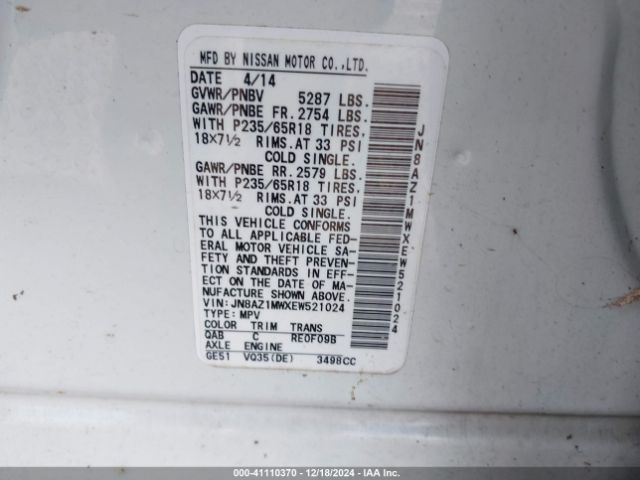 MFD BY NISSAN MOTOR CO.,LTD.
DATE 4/14
GVWR/PNBV 5287 LBS.
GAWR/PNBE FR. 2754 LBS.
WITH P235/65R18 TIRES,
18X7½ RIMS.AT 33 PSI
COLD SINGLE.
GAWR/PNBE RR. 2579 LBS.
WITH P235/65R18 TIRES,
18X7½ RIMS.AT 33 PSI
COLD SINGLE.
THIS VEHICLE CONFORMS
TO ALL APPLICABLE FED-
ERAL MOTOR VEHICLE SA-
FETY AND THEFT PREVEN-
TION STANDARDS IN EFF-
ECT ON THE DATE OF MA-
NUFACTURE SHOWN ABOVE.
VIN: JN8AZ1MWXEW521024
TYPE: MPV
COLOR TRIM TRANS
QAB C RE0F09B
AXLE ENGINE
GE51 VQ35(DE) 3498CC
JN8AZ1MWXEW521024
000-41110370 • 12/18/2024 • IAA Inc.